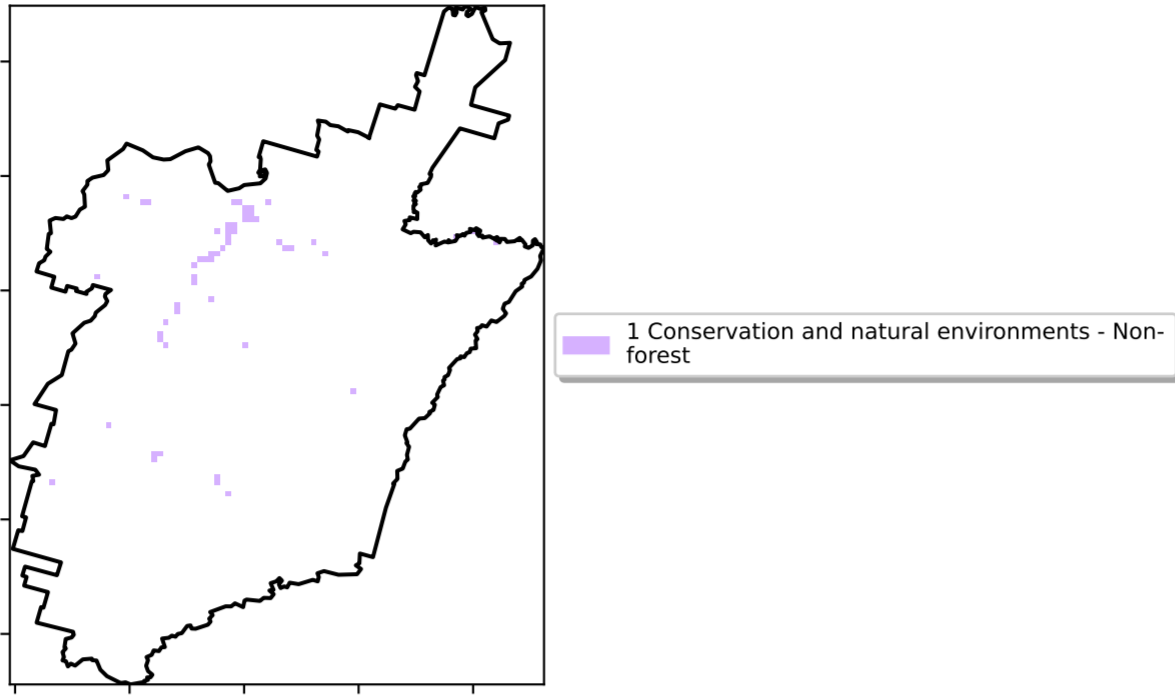 1 Conservation and natural environments - Non-
forest